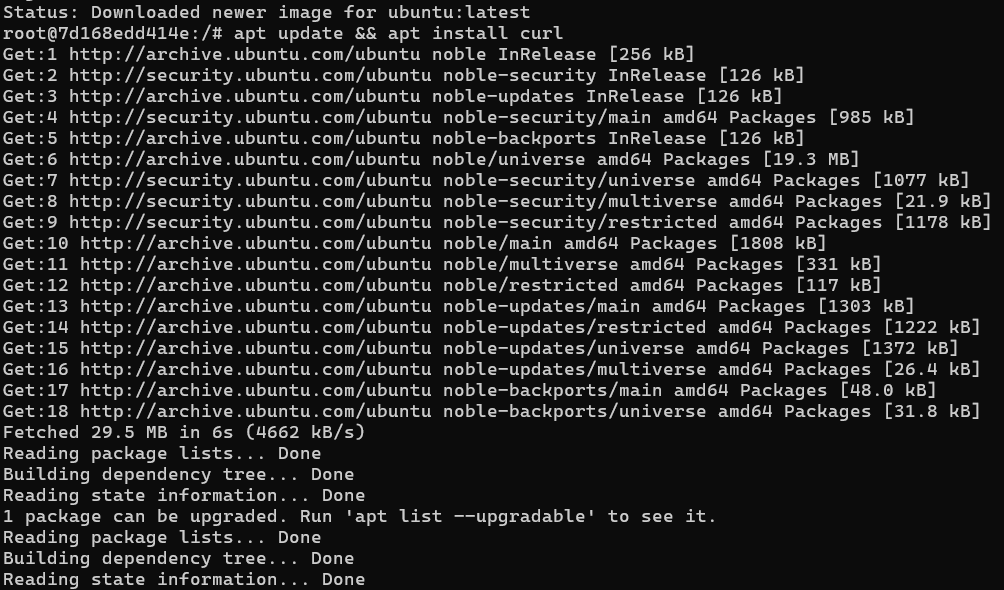 Status: Downloaded newer image for ubuntu:latest
root@7d168edd414e:/# apt update && apt install curl
Get:1 http://archive.ubuntu.com/ubuntu noble InRelease [256 kB]
Get:2 http://security.ubuntu.com/ubuntu noble-security InRelease [126 kB]
Get:3 http://archive.ubuntu.com/ubuntu noble-updates InRelease [126 kB]
Get:4 http://security.ubuntu.com/ubuntu noble-security/main amd64 Packages [985 kB]
Get:5 http://archive.ubuntu.com/ubuntu noble-backports InRelease [126 kB]
Get:6 http://archive.ubuntu.com/ubuntu noble/universe amd64 Packages [19.3 MB]
Get:7 http://security.ubuntu.com/ubuntu noble-security/universe amd64 Packages [1077 kB]
Get:8 http://security.ubuntu.com/ubuntu noble-security/multiverse amd64 Packages [21.9 kB]
Get:9 http://security.ubuntu.com/ubuntu noble-security/restricted amd64 Packages [1178 kB]
Get:10 http://archive.ubuntu.com/ubuntu noble/main amd64 Packages [1808 kB]
Get:11 http://archive.ubuntu.com/ubuntu noble/multiverse amd64 Packages [331 kB]
Get:12 http://archive.ubuntu.com/ubuntu noble/restricted amd64 Packages [117 kB]
Get:13 http://archive.ubuntu.com/ubuntu noble-updates/main amd64 Packages [1303 kB]
Get:14 http://archive.ubuntu.com/ubuntu noble-updates/restricted amd64 Packages [1222 kB]
Get:15 http://archive.ubuntu.com/ubuntu noble-updates/universe amd64 Packages [1372 kB]
Get:16 http://archive.ubuntu.com/ubuntu noble-updates/multiverse amd64 Packages [26.4 kB]
Get:17 http://archive.ubuntu.com/ubuntu noble-backports/main amd64 Packages [48.0 kB]
Get:18 http://archive.ubuntu.com/ubuntu noble-backports/universe amd64 Packages [31.8 kB]
Fetched 29.5 MB in 6s (4662 kB/s)
Reading package lists... Done
Building dependency tree... Done
Reading state information... Done
1 package can be upgraded. Run 'apt list --upgradable' to see it.
Reading package lists... Done
Building dependency tree... Done
Reading state information... Done